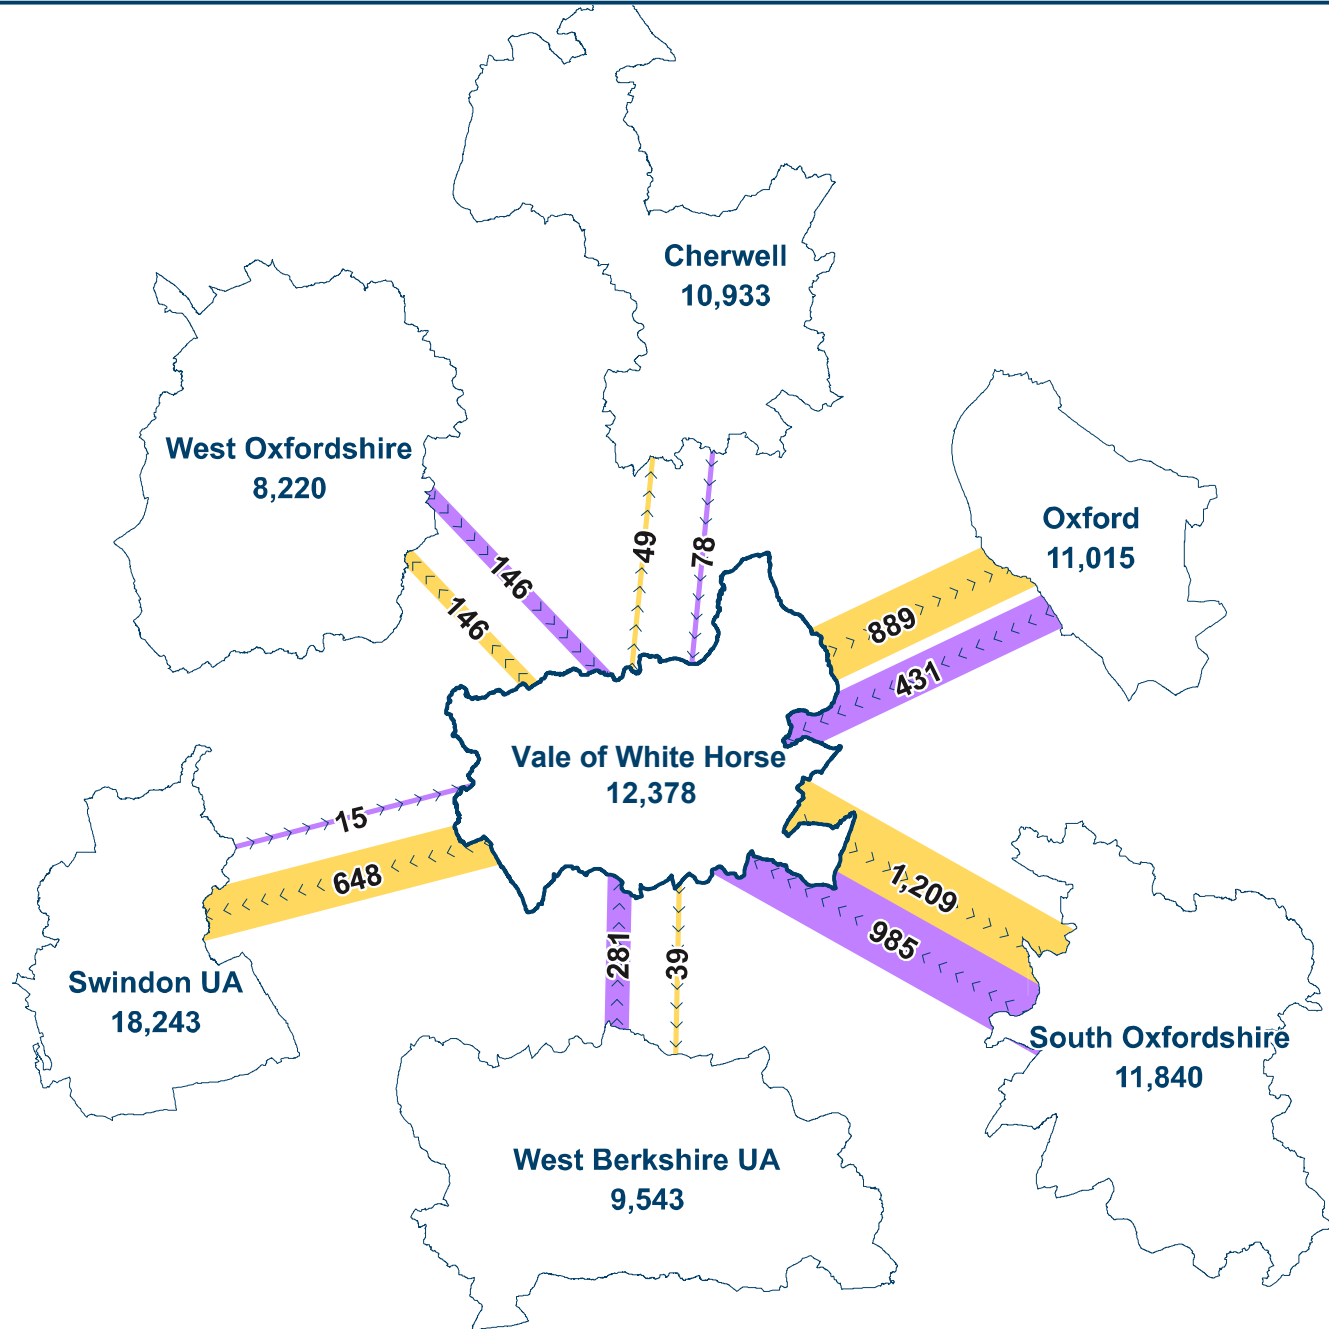 Cherwell
10,933
West Oxfordshire
8,220
Oxford
11,015
49
78
146
146
889
431
Vale of White Horse
12,378
15
648
1,209
985
281
39
Swindon UA
18,243
South Oxfordshire
11,840
West Berkshire UA
9,543